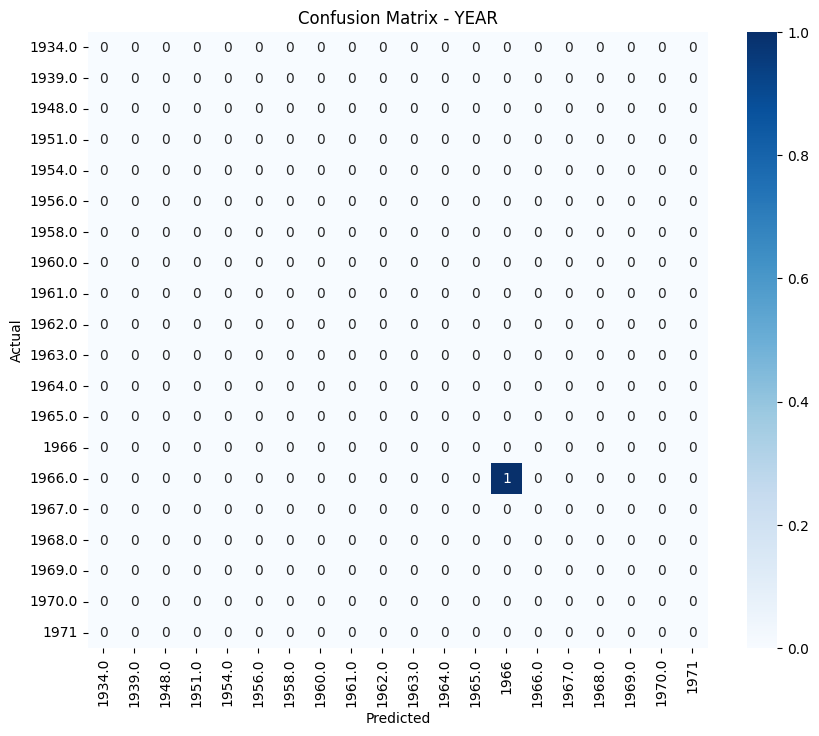 Confusion Matrix - YEAR
1934.0 0 0 0 0 0 0 0 0 0 0 0 0 0 0 0 0 0 0 0 0
1939.0 0 0 0 0 0 0 0 0 0 0 0 0 0 0 0 0 0 0 0 0
1948.0 0 0 0 0 0 0 0 0 0 0 0 0 0 0 0 0 0 0 0 0
1951.0 0 0 0 0 0 0 0 0 0 0 0 0 0 0 0 0 0 0 0 0
1954.0 0 0 0 0 0 0 0 0 0 0 0 0 0 0 0 0 0 0 0 0
1956.0 0 0 0 0 0 0 0 0 0 0 0 0 0 0 0 0 0 0 0 0
1958.0 0 0 0 0 0 0 0 0 0 0 0 0 0 0 0 0 0 0 0 0
1960.0 0 0 0 0 0 0 0 0 0 0 0 0 0 0 0 0 0 0 0 0
1961.0 0 0 0 0 0 0 0 0 0 0 0 0 0 0 0 0 0 0 0 0
1962.0 0 0 0 0 0 0 0 0 0 0 0 0 0 0 0 0 0 0 0 0
1963.0 0 0 0 0 0 0 0 0 0 0 0 0 0 0 0 0 0 0 0 0
1964.0 0 0 0 0 0 0 0 0 0 0 0 0 0 0 0 0 0 0 0 0
1965.0 0 0 0 0 0 0 0 0 0 0 0 0 0 0 0 0 0 0 0 0
1966 0 0 0 0 0 0 0 0 0 0 0 0 0 0 0 0 0 0 0 0
1966.0 0 0 0 0 0 0 0 0 0 0 0 0 0 1 0 0 0 0 0 0
1967.0 0 0 0 0 0 0 0 0 0 0 0 0 0 0 0 0 0 0 0 0
1968.0 0 0 0 0 0 0 0 0 0 0 0 0 0 0 0 0 0 0 0 0
1969.0 0 0 0 0 0 0 0 0 0 0 0 0 0 0 0 0 0 0 0 0
1970.0 0 0 0 0 0 0 0 0 0 0 0 0 0 0 0 0 0 0 0 0
1971 0 0 0 0 0 0 0 0 0 0 0 0 0 0 0 0 0 0 0 0
Actual
1934.0 1939.0 1948.0 1951.0 1954.0 1956.0 1958.0 1960.0 1961.0 1962.0 1963.0 1964.0 1965.0 1966 1966.0 1967.0 1968.0 1969.0 1970.0 1971
Predicted
1.0
0.8
0.6
0.4
0.2
0.0